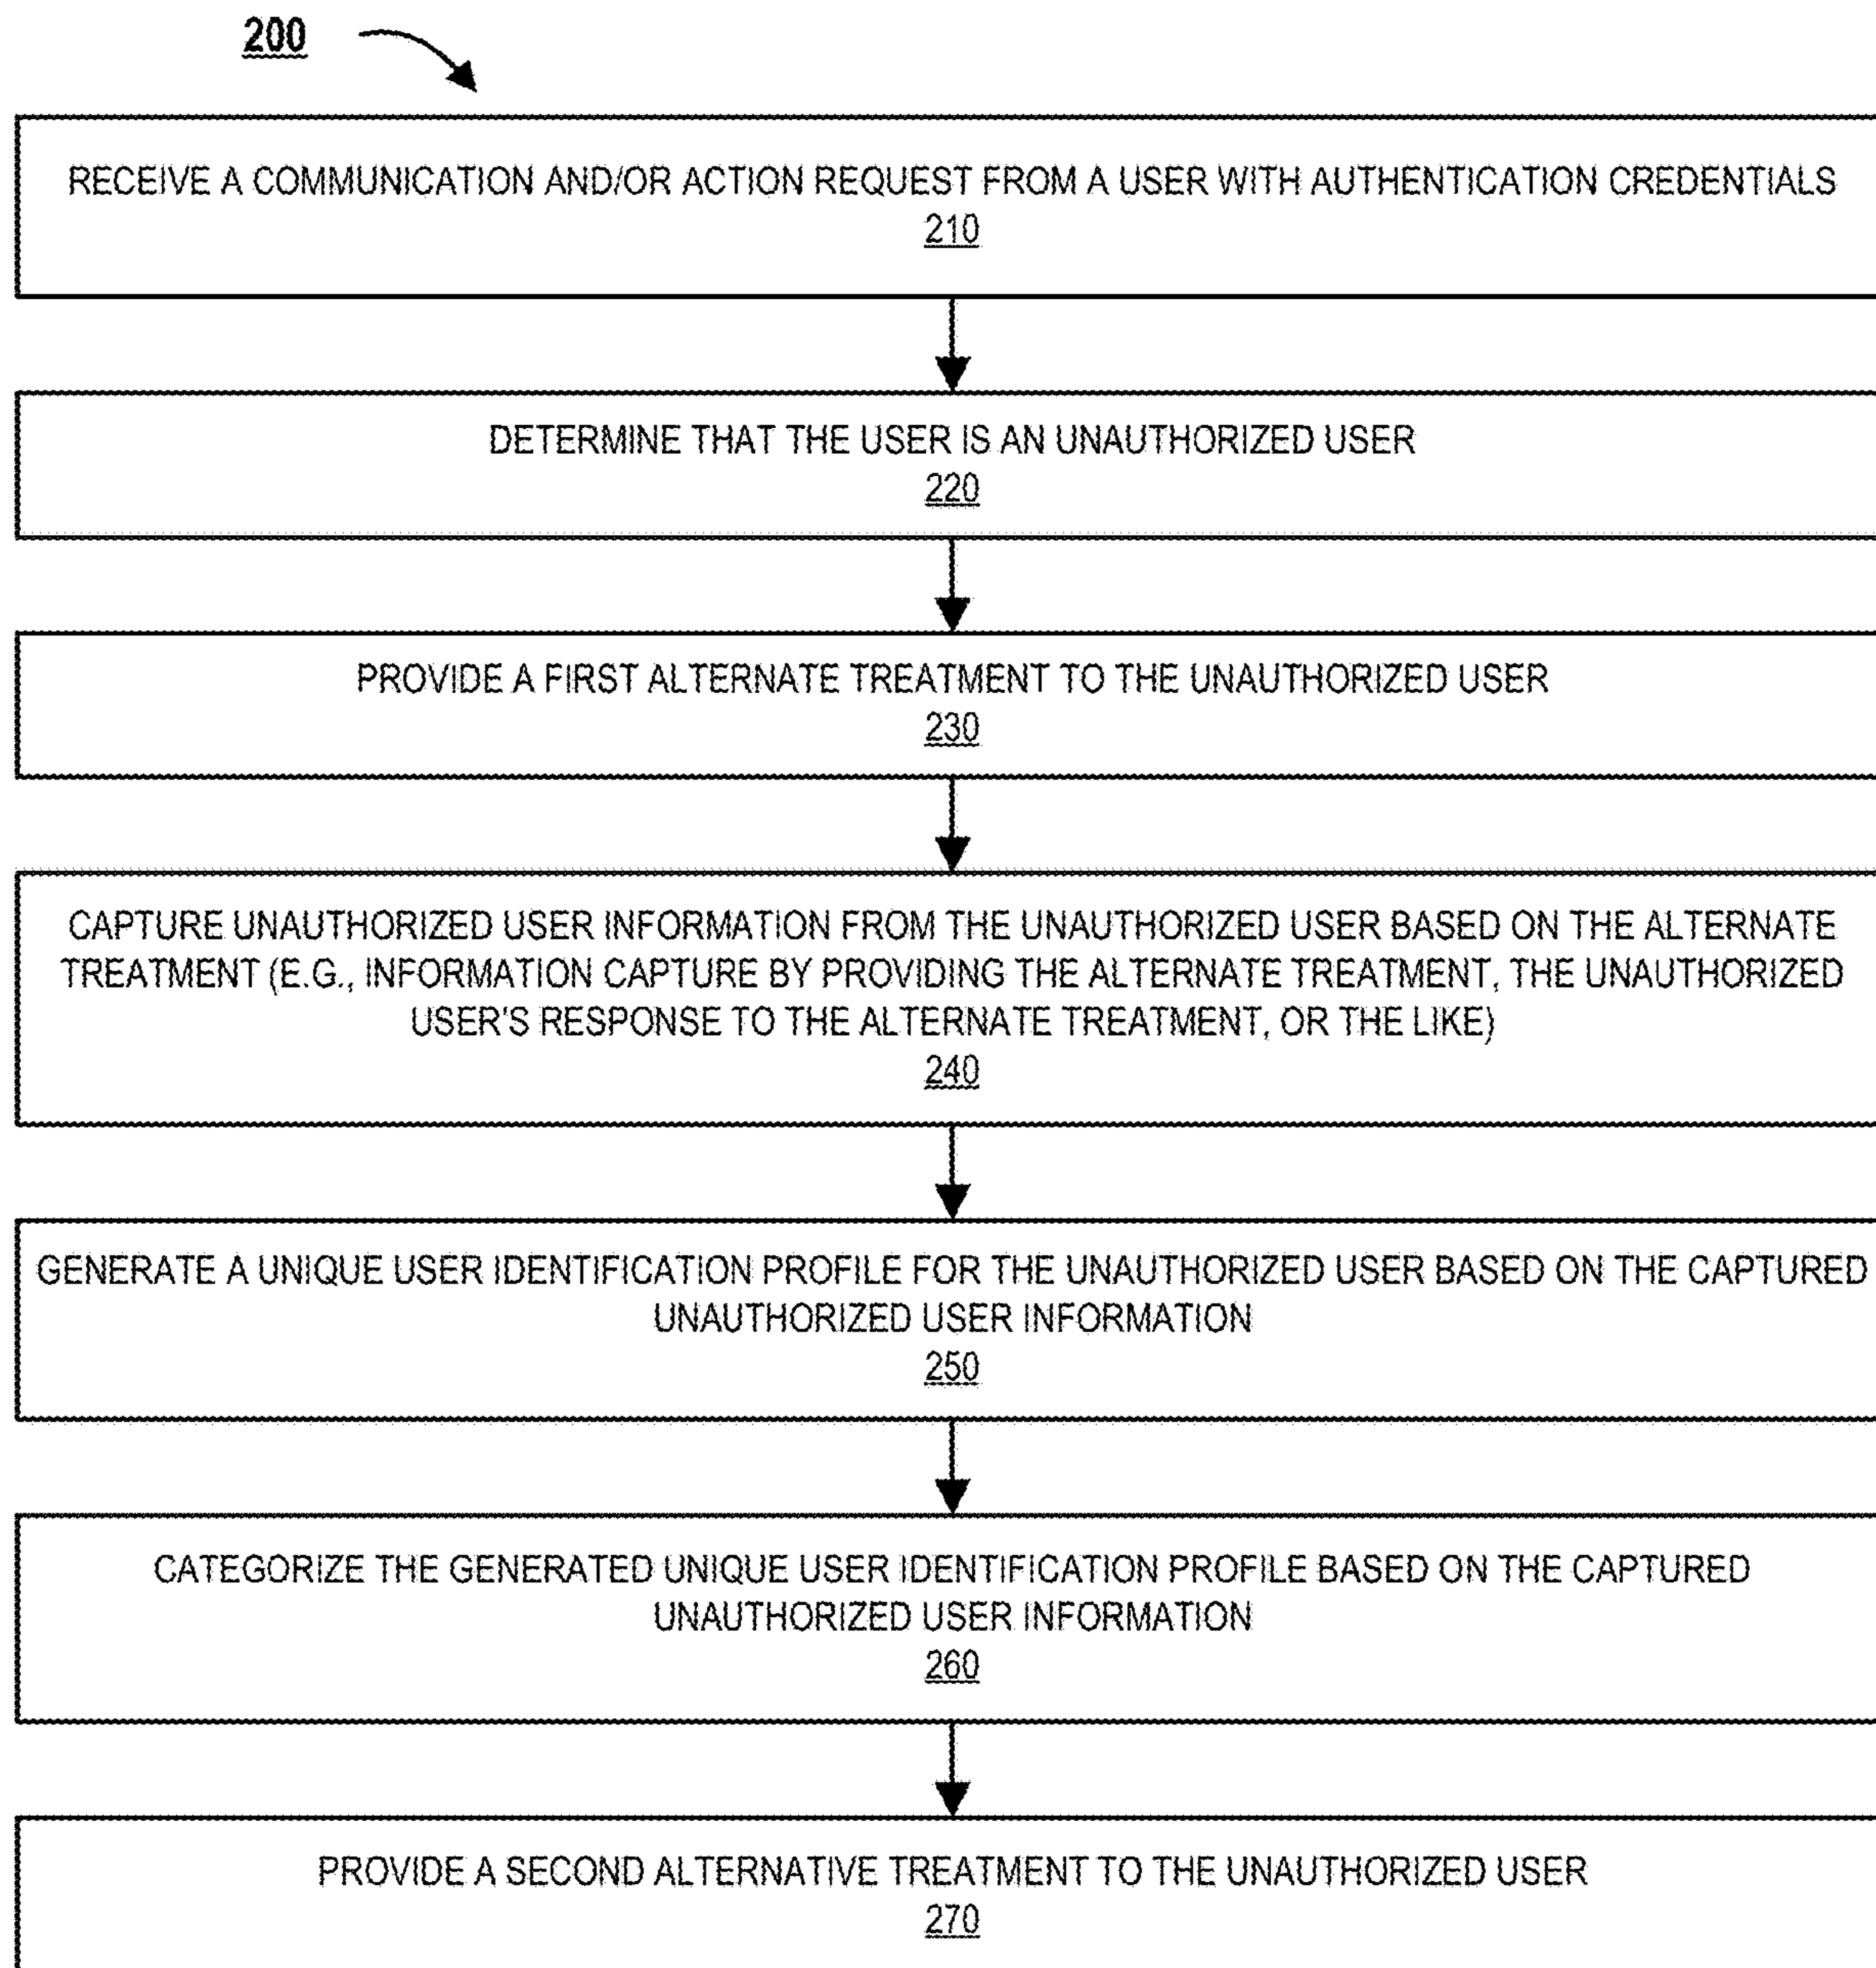 200
RECEIVE A COMMUNICATION AND/OR ACTION REQUEST FROM A USER WITH AUTHENTICATION CREDENTIALS
210
DETERMINE THAT THE USER IS AN UNAUTHORIZED USER
220
PROVIDE A FIRST ALTERNATE TREATMENT TO THE UNAUTHORIZED USER
230
CAPTURE UNAUTHORIZED USER INFORMATION FROM THE UNAUTHORIZED USER BASED ON THE ALTERNATE
TREATMENT (E.G., INFORMATION CAPTURE BY PROVIDING THE ALTERNATE TREATMENT, THE UNAUTHORIZED
USER'S RESPONSE TO THE ALTERNATE TREATMENT, OR THE LIKE)
240
GENERATE A UNIQUE USER IDENTIFICATION PROFILE FOR THE UNAUTHORIZED USER BASED ON THE CAPTURED
UNAUTHORIZED USER INFORMATION
250
CATEGORIZE THE GENERATED UNIQUE USER IDENTIFICATION PROFILE BASED ON THE CAPTURED
UNAUTHORIZED USER INFORMATION
260
PROVIDE A SECOND ALTERNATIVE TREATMENT TO THE UNAUTHORIZED USER
270